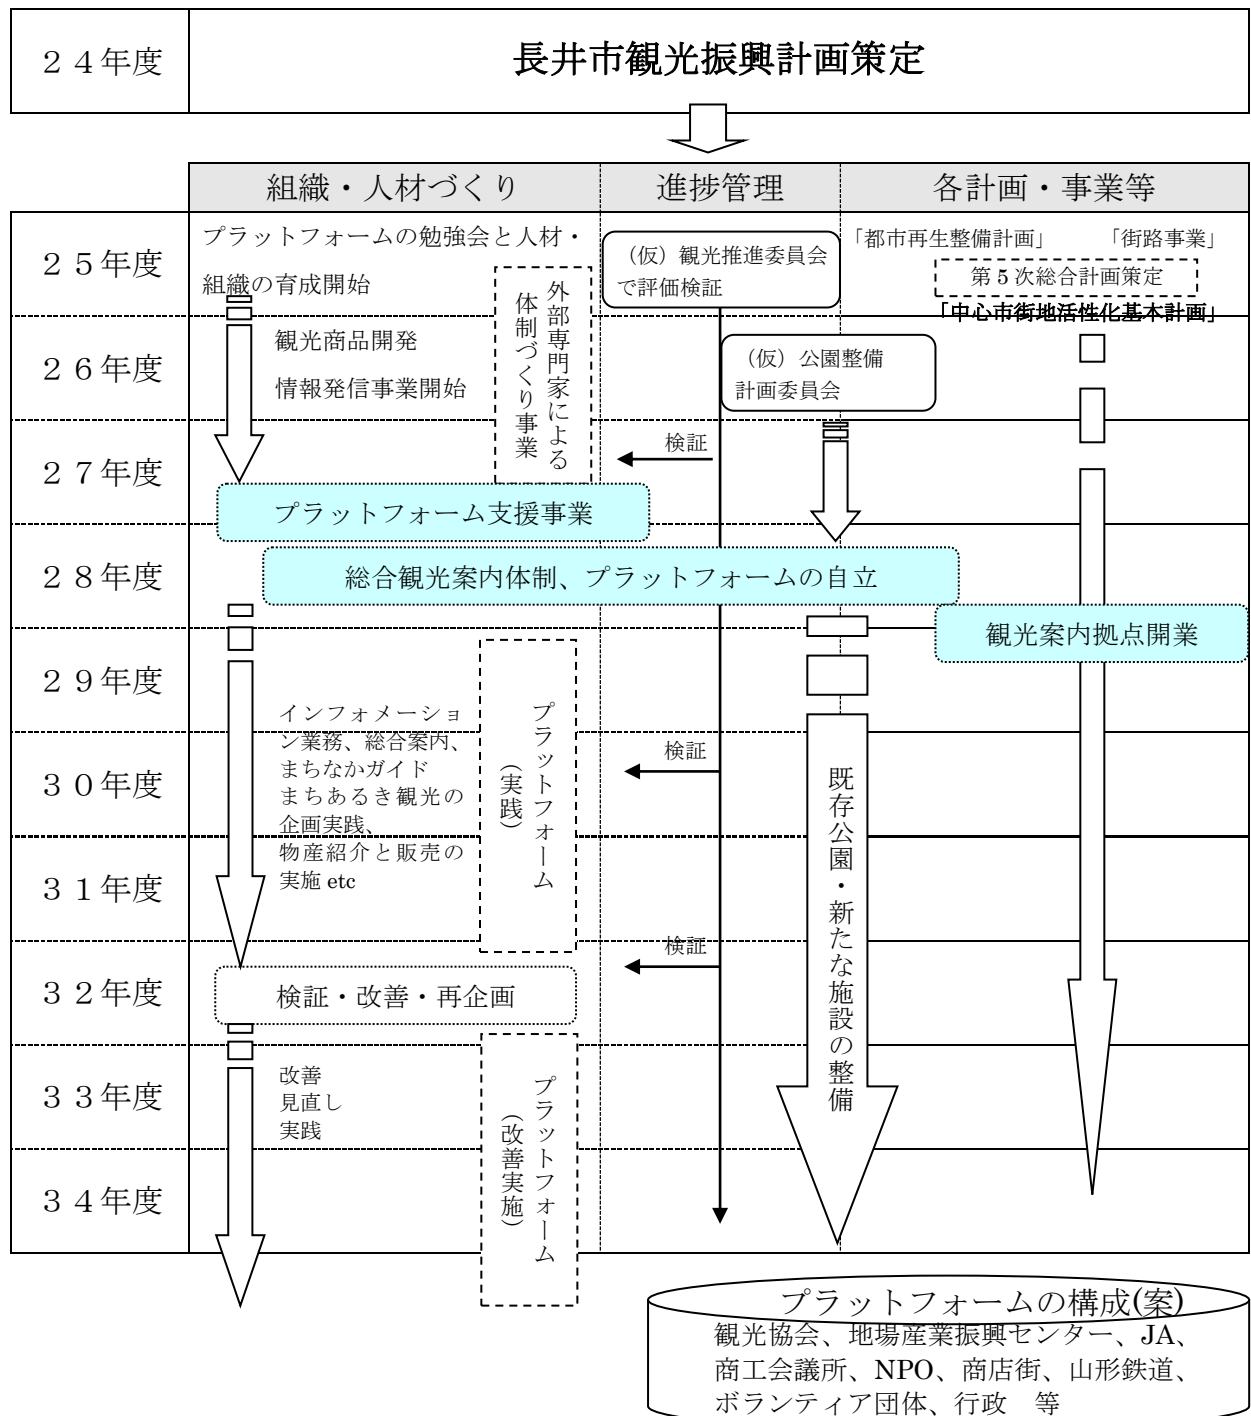 ２４年度
長井市観光振興計画策定
組織・人材づくり
進捗管理
各計画・事業等
２５年度
プラットフォームの勉強会と人材・
組織の育成開始
外部専門家による
体制づくり事業
（仮）観光推進委員会
で評価検証
「都市再生整備計画」
「街路事業」
第５次総合計画策定
「中心市街地活性化基本計画」
２６年度
観光商品開発
情報発信事業開始
（仮）公園整備
計画委員会
２７年度
検証
プラットフォーム支援事業
２８年度
総合観光案内体制、プラットフォームの自立
観光案内拠点開業
２９年度
インフォメーショ
ン業務、総合案内、
まちなかガイド
まちあるき観光の
企画実践、
物産紹介と販売の
実施 etc
プラットフォーム
（実践）
３０年度
検証
既存公園・新たな施設の整備
３１年度
検証
３２年度
検証・改善・再企画
３３年度
改善
見直し
実践
プラットフォーム
（改善実施）
３４年度
プラットフォームの構成(案)
観光協会、地場産業振興センター、JA、
商工会議所、NPO、商店街、山形鉄道、
ボランティア団体、行政　等